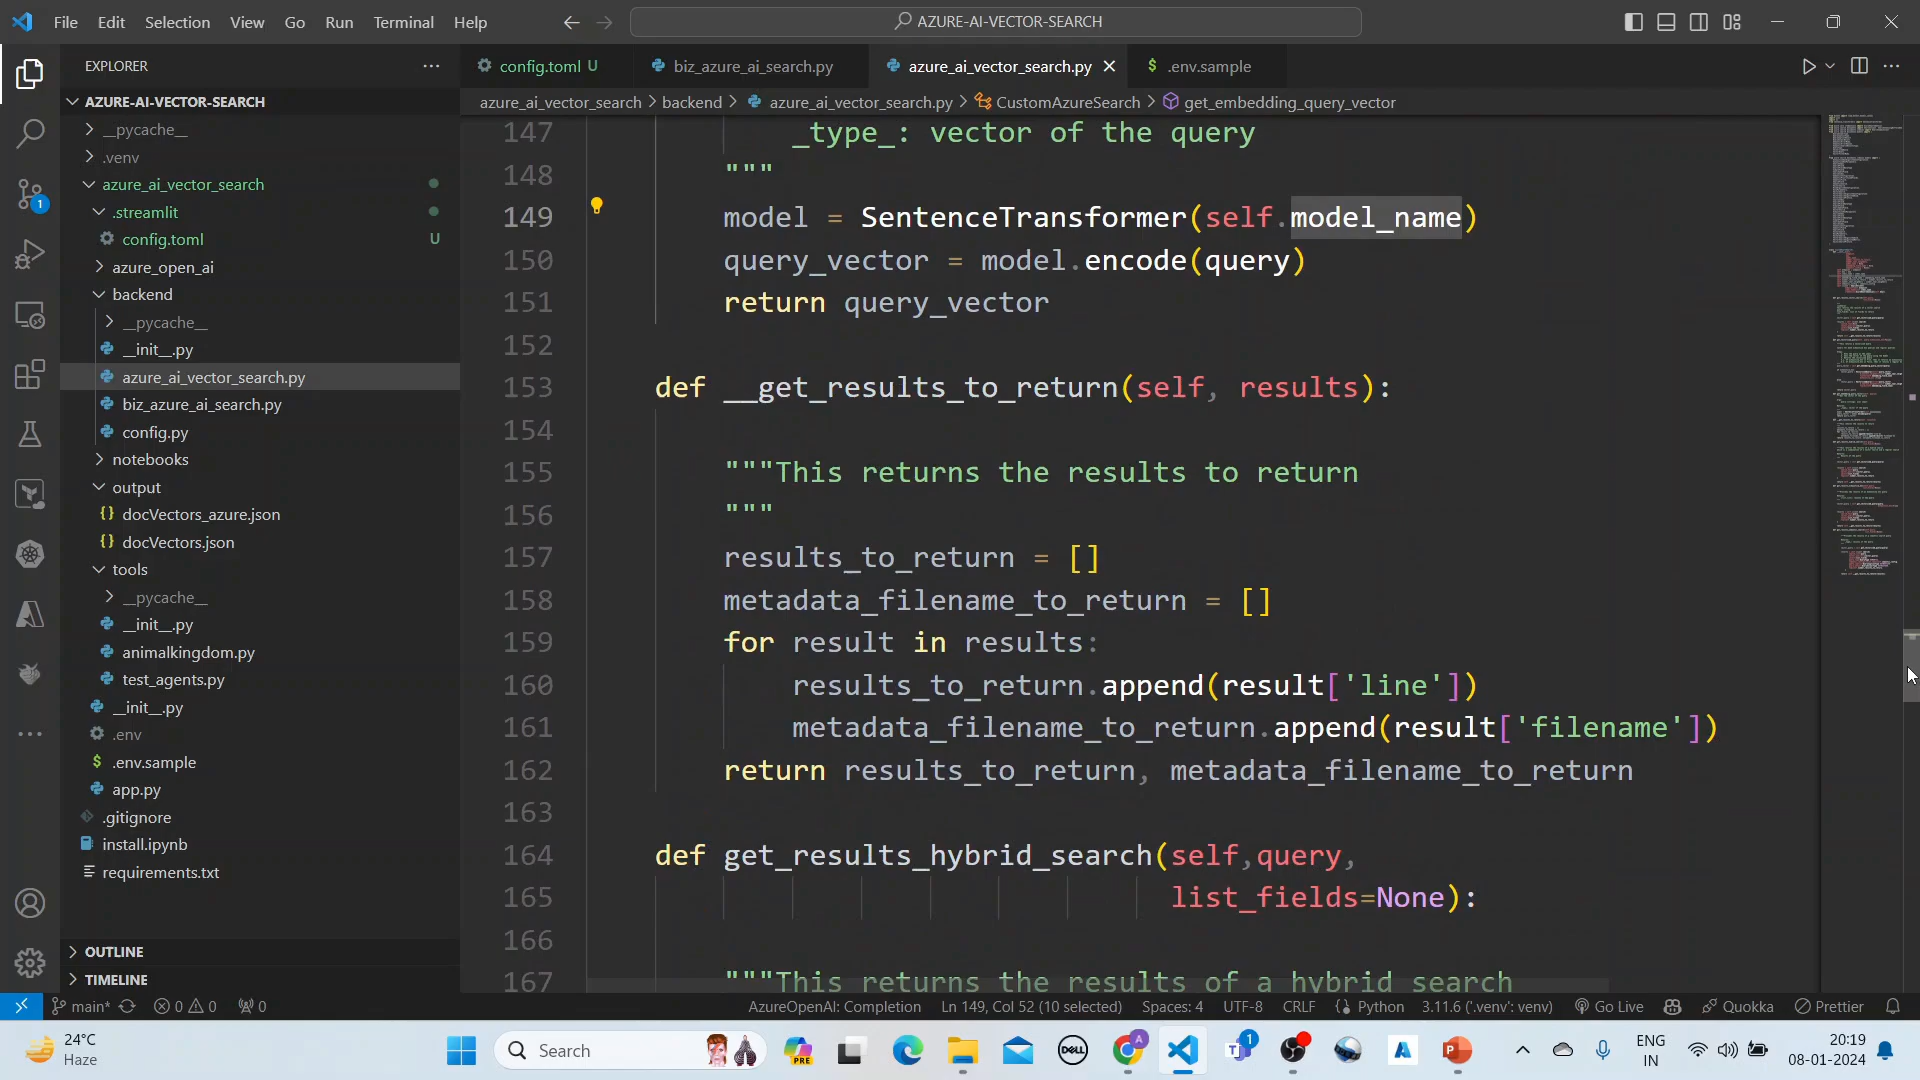 File Edit Selection View Go Run Terminal Help
AZURE-AI-VECTOR-SEARCH
EXPLORER
config.toml U
biz_azure_ai_search.py
azure_ai_vector_search.py
$ .env.sample
AZURE-AI-VECTOR-SEARCH
azure_ai_vector_search > backend > azure_ai_vector_search.py > CustomAzureSearch > get_embedding_query_vector
__pycache__
.venv
azure_ai_vector_search
.streamlit
config.toml U
azure_open_ai
backend
__pycache__
__init__.py
azure_ai_vector_search.py
biz_azure_ai_search.py
config.py
notebooks
output
{} docVectors_azure.json
{} docVectors.json
tools
__pycache__
__init__.py
animalkingdom.py
test_agents.py
__init__.py
.env
$ .env.sample
app.py
.gitignore
install.ipynb
requirements.txt
OUTLINE
TIMELINE
1
147 _type_: vector of the query
148 """
149 model = SentenceTransformer(self.model_name)
150 query_vector = model.encode(query)
151 return query_vector
152
153 def __get_results_to_return(self, results):
154
155 """This returns the results to return
156 """
157 results_to_return = []
158 metadata_filename_to_return = []
159 for result in results:
160 results_to_return.append(result['line'])
161 metadata_filename_to_return.append(result['filename'])
162 return results_to_return, metadata_filename_to_return
163
164 def get_results_hybrid_search(self,query,
165 list_fields=None):
166
167 """This returns the results of a hybrid search
main* 0 0 0
AzureOpenAI: Completion Ln 149, Col 52 (10 selected) Spaces: 4 UTF-8 CRLF {} Python 3.11.6 ('.venv': venv) Go Live Quokka Prettier
24°C
Haze
Search
PRE
DELL
A
1
P
ENG
IN
20:19
08-01-2024